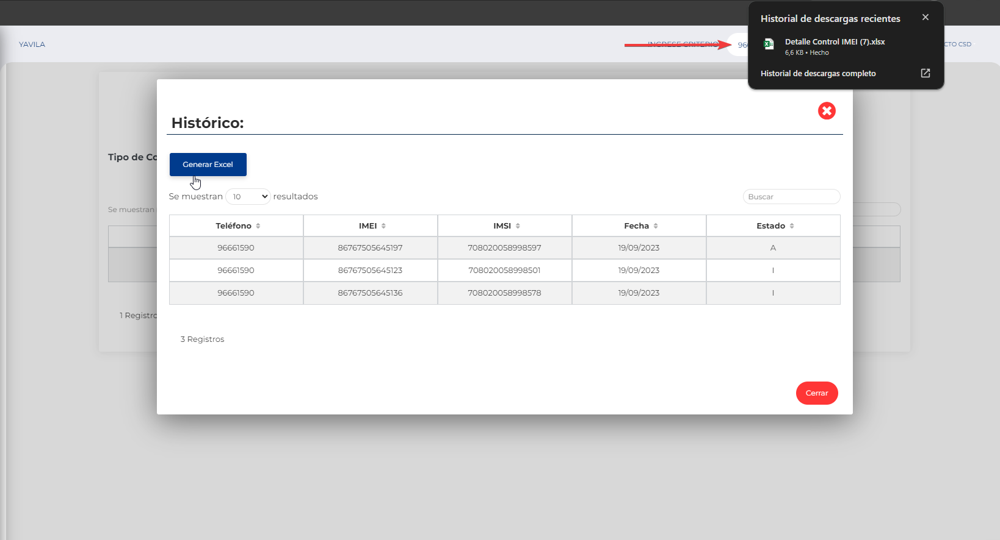 Historial de descargas recientes
Detalle Control IMEI (7).xlsx
6,6 KB • Hecho
Historial de descargas completo
YAVILA
INGRESE CRITERIO
96
CTO CSD
Histórico:
Tipo de Co
Generar Excel
Se muestran 10 resultados
Buscar
Se muestran
Teléfono IMEI IMSI Fecha Estado
96661590 86767505645197 708020058998597 19/09/2023 A
96661590 86767505645123 708020058998501 19/09/2023 I
96661590 86767505645136 708020058998578 19/09/2023 I
1 Registro
3 Registros
Cerrar